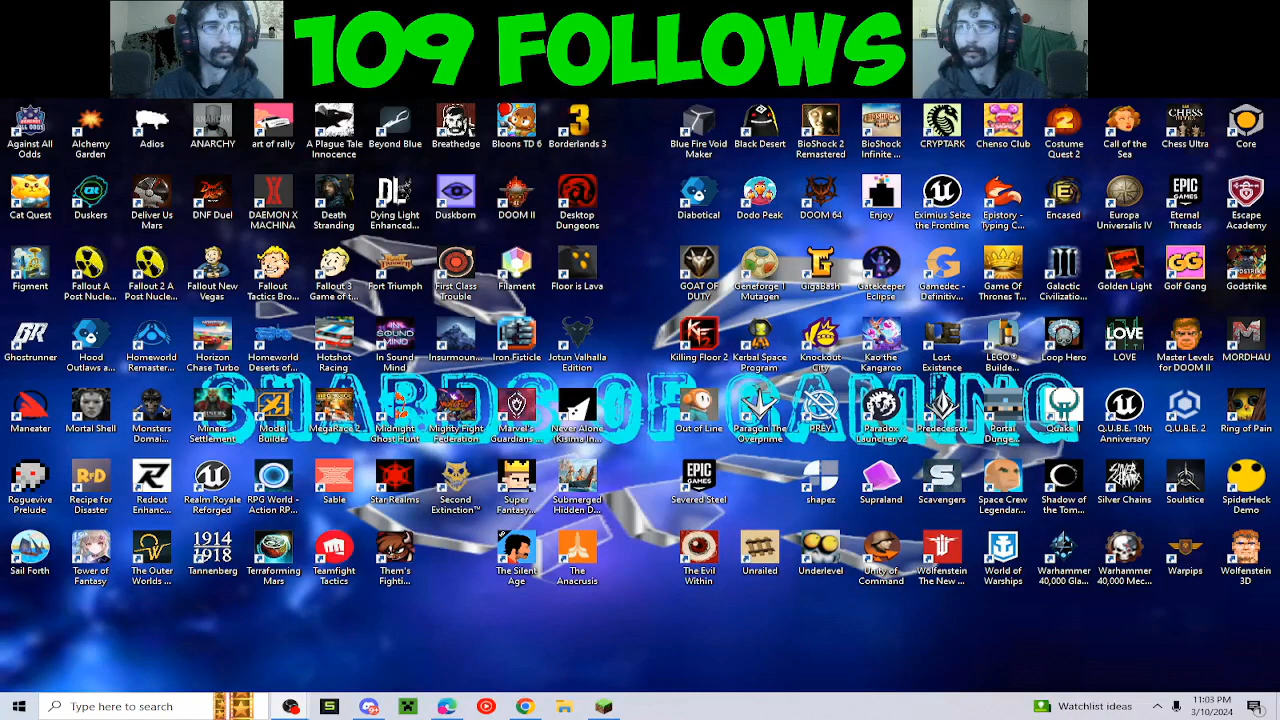 109 FOLLOWS
Against All Odds
Alchemy Garden
Adios
ANARCHY
art of rally
A Plague Tale Innocence
Beyond Blue
Breathedge
Bloons TD 6
Borderlands 3
Blue Fire Void Maker
Black Desert
BioShock 2 Remastered
BioShock Infinite ...
CRYPTARK
Chenso Club
Costume Quest 2
Call of the Sea
Chess Ultra
Core
Cat Quest
Duskers
Deliver Us Mars
DNF Duel
DAEMON X MACHINA
Death Stranding
Dying Light Enhanced...
Duskborn
DOOM II
Desktop Dungeons
Diabotical
Dodo Peak
DOOM 64
Enjoy
Eximius Seize the Frontline
Epistory - Typing C...
Encased
Europa Universalis IV
Eternal Threads
Escape Academy
Figment
Fallout A Post Nucle...
Fallout 2 A Post Nucle...
Fallout New Vegas
Fallout Tactics Bro...
Fallout 3 Game of t...
Fort Triumph
First Class Trouble
Filament
Floor is Lava
GOAT OF DUTY
Geneforge 1 Mutagen
GigaBash
Gatekeeper Eclipse
Gamedec - Definitiv...
Game Of Thrones T...
Galactic Civilizatio...
Golden Light
Golf Gang
Godstrike
Ghostrunner
Hood Outlaws a...
Homeworld Remaster...
Horizon Chase Turbo
Homeworld Deserts of...
Hotshot Racing
In Sound Mind
Insurmoun...
Iron Fisticle
Jotun Valhalla Edition
Killing Floor 2
Kerbal Space Program
Knockout City
Kao the Kangaroo
Lost Existence
LEGO® Builde...
Loop Hero
LOVE
Master Levels for DOOM II
MORDHAU
SHARDS OF GAMING
Maneater
Mortal Shell
Monsters Domai...
Miners Settlement
Model Builder
MegaRace 2
Midnight Ghost Hunt
Mighty Fight Federation
Marvel's Guardians ...
Never Alone (Kisima In...
Out of Line
Paragon The Overprime
PREY
Paradox Launcher v2
Predecessor
Portal Dunge...
Quake II
Q.U.B.E. 10th Anniversary
Q.U.B.E. 2
Ring of Pain
Roguevive Prelude
Recipe for Disaster
Redout Enhanc...
Realm Royale Reforged
RPG World - Action RP...
Sable
Star Realms
Second Extinction™
Super Fantasy...
Submerged Hidden D...
Severed Steel
shapez
Supraland
Scavengers
Space Crew Legendar...
Shadow of the Tom...
Silver Chains
Soulstice
SpiderHeck Demo
Sail Forth
Tower of Fantasy
The Outer Worlds ...
Tannenberg
Terraforming Mars
Teamfight Tactics
Them's Fighti...
The Silent Age
The Anacrusis
The Evil Within
Unrailed
Underlevel
Unity of Command
Wolfenstein The New ...
World of Warships
Warhammer 40,000 Gla...
Warhammer 40,000 Mec...
Warpips
Wolfenstein 3D
Type here to search
Watchlist ideas
11:03 PM
3/10/2024